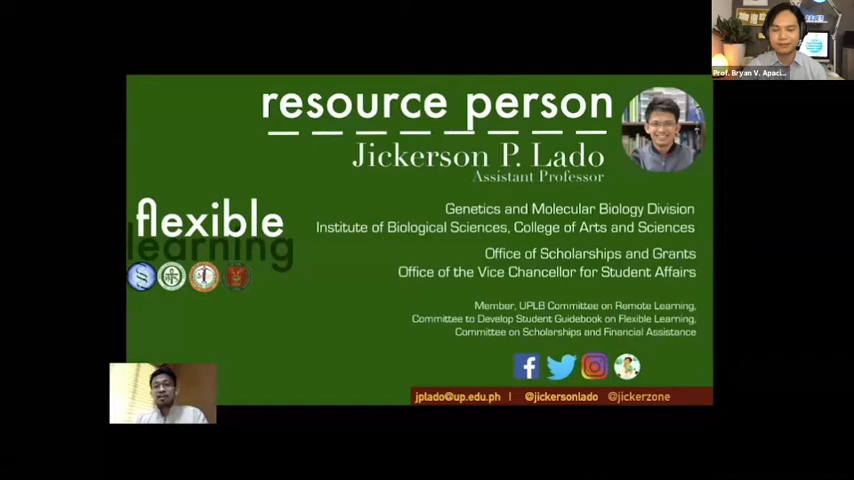 Prof. Bryan V. Apaci...
resource person
Jickerson P. Lado
Assistant Professor
flexible
learning
Genetics and Molecular Biology Division
Institute of Biological Sciences, College of Arts and Sciences
Office of Scholarships and Grants
Office of the Vice Chancellor for Student Affairs
Member, UPLB Committee on Remote Learning,
Committee to Develop Student Guidebook on Flexible Learning,
Committee on Scholarships and Financial Assistance
jplado@up.edu.ph | @jickersonlado @jickerzone